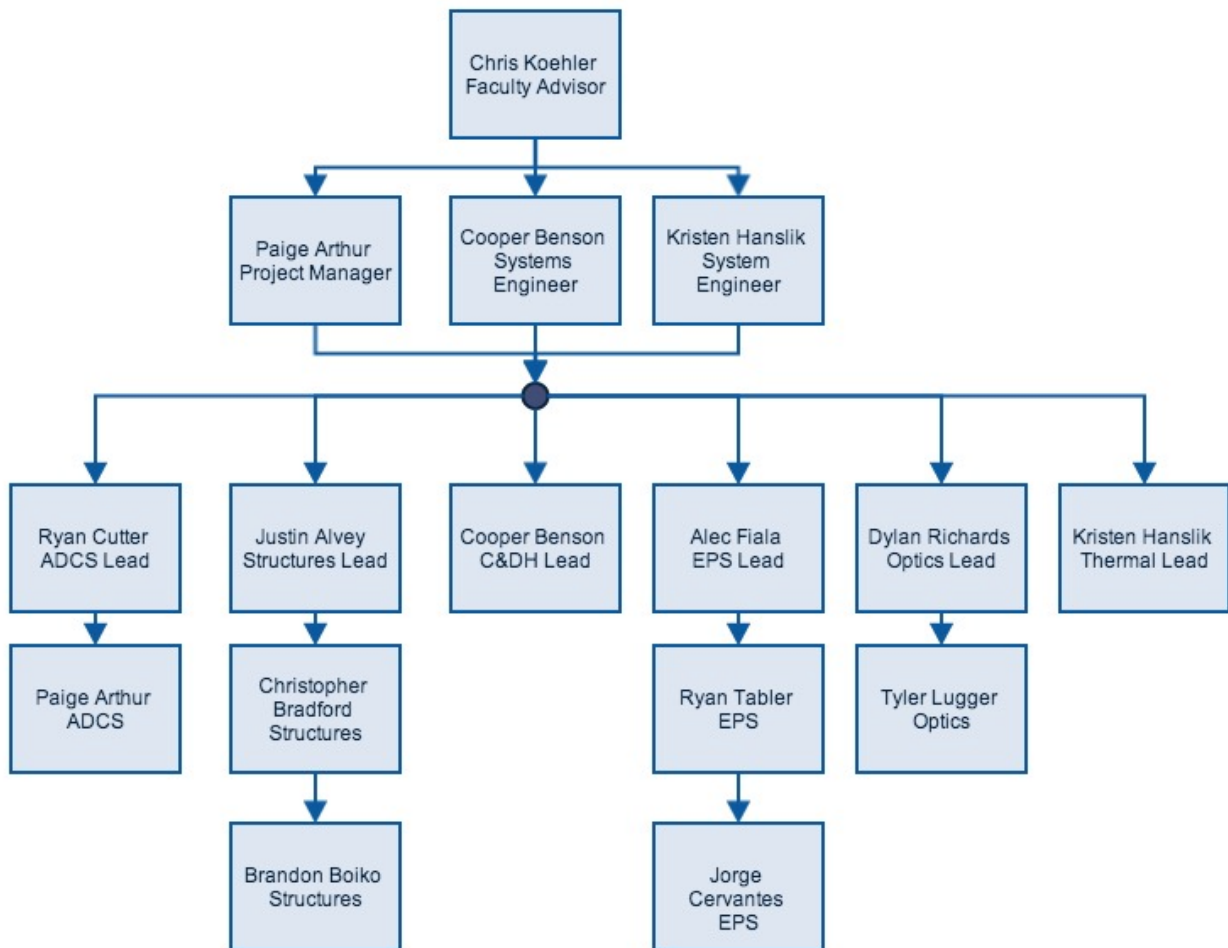 Chris Koehler
Faculty Advisor
Paige Arthur
Project Manager
Cooper Benson
Systems
Engineer
Kristen Hanslik
System
Engineer
Ryan Cutter
ADCS Lead
Justin Alvey
Structures Lead
Cooper Benson
C&DH Lead
Alec Fiala
EPS Lead
Dylan Richards
Optics Lead
Kristen Hanslik
Thermal Lead
Paige Arthur
ADCS
Christopher
Bradford
Structures
Ryan Tabler
EPS
Tyler Lugger
Optics
Brandon Boiko
Structures
Jorge
Cervantes
EPS